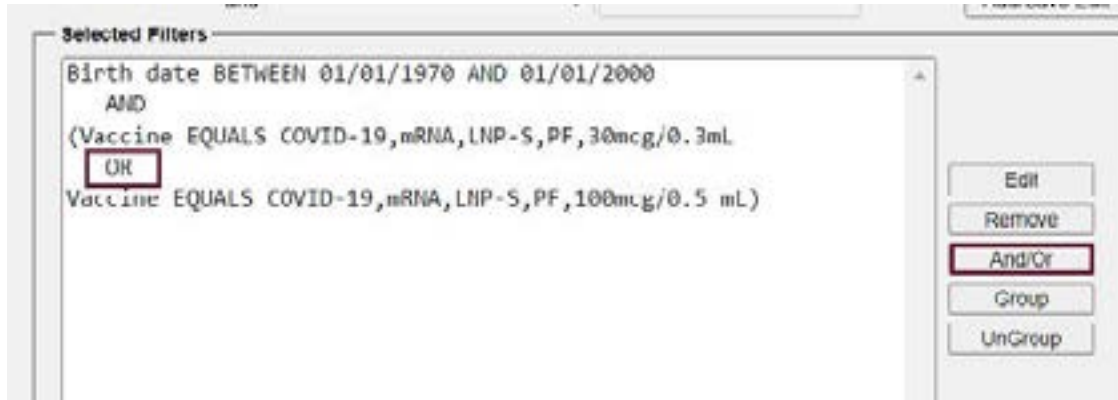 Selected Filters
Birth date BETWEEN 01/01/1970 AND 01/01/2000
AND
(Vaccine EQUALS COVID-19,mRNA,LNP-S,PF,30mcg/0.3mL
OR
Vaccine EQUALS COVID-19,mRNA,LNP-S,PF,100mcg/0.5 mL)
Edit
Remove
And/Or
Group
UnGroup